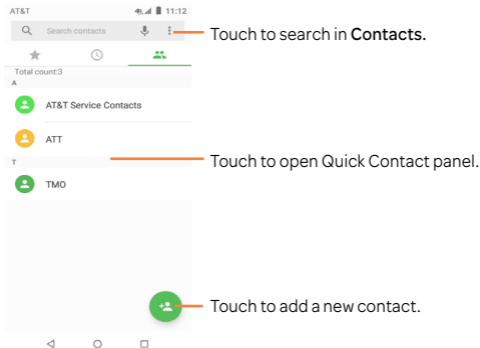 AT&T 4G 11:12
Search contacts
Touch to search in Contacts.
Total count:3
A
AT&T Service Contacts
ATT
T
Touch to open Quick Contact panel.
TMO
Touch to add a new contact.